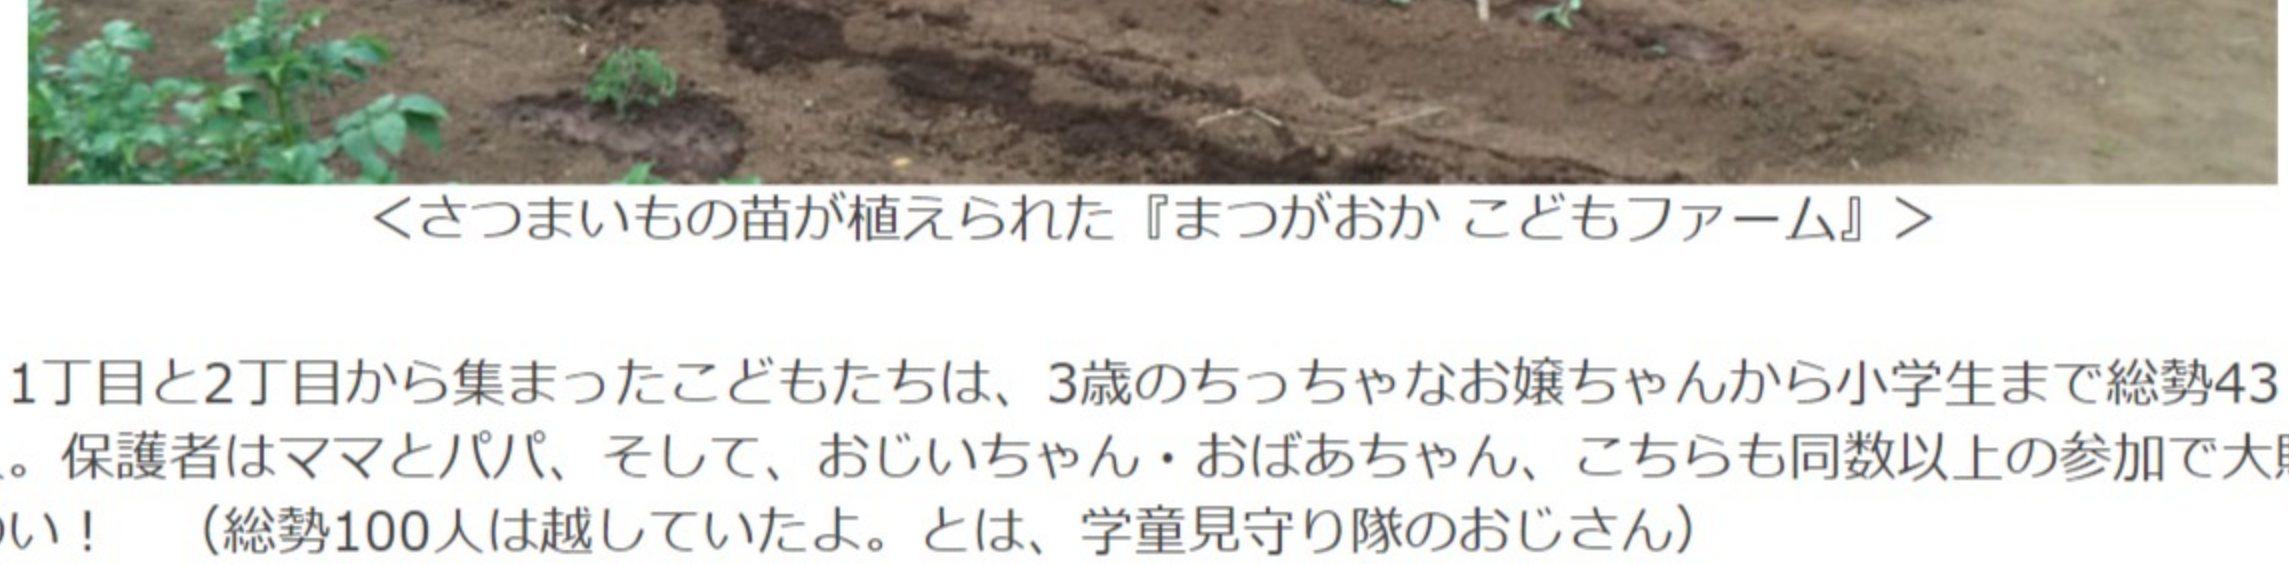 ＜さつまいもの苗が植えられた『まつがおか こどもファーム』＞
1丁目と2丁目から集まったこどもたちは、3歳のちっちゃなお嬢ちゃんから小学生まで総勢43
。保護者はママとパパ、そして、おじいちゃん・おばあちゃん、こちらも同数以上の参加で大
い！　（総勢100人は越していたよ。とは、学童見守り隊のおじさん）